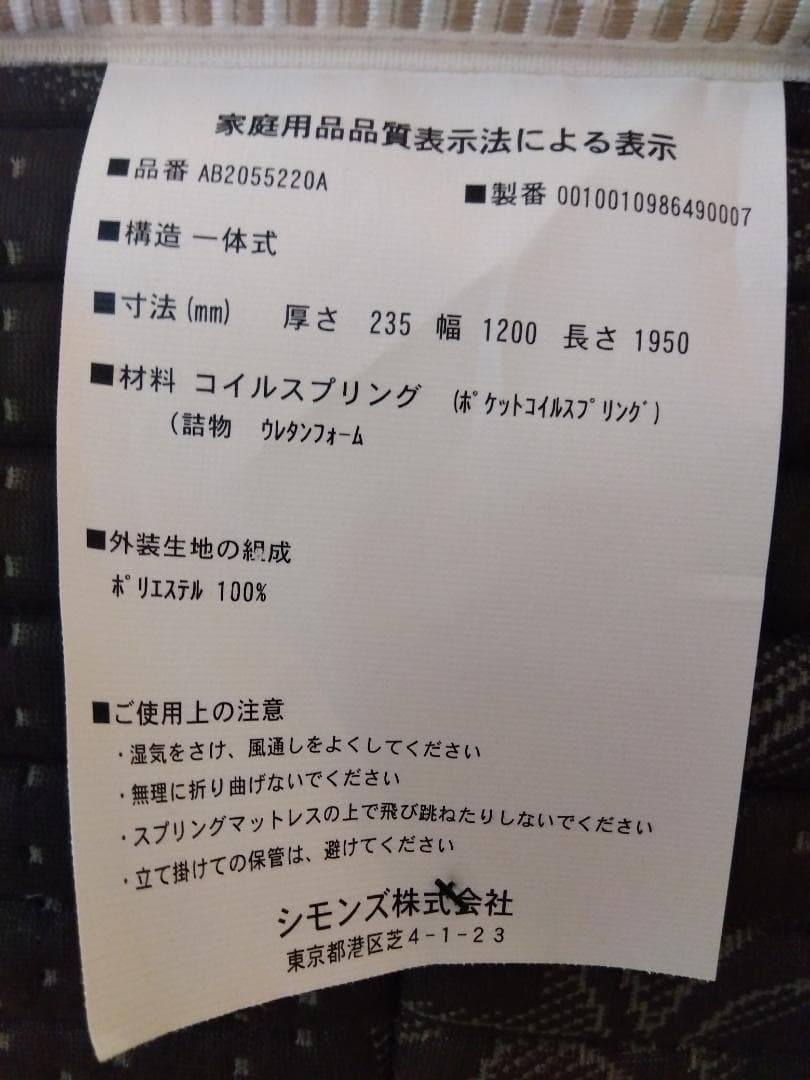 家庭用品品質表示法による表示
■品番 AB2055220A ■製番 0010010986490007
■構造 一体式
■寸法(mm) 厚さ 235 幅 1200 長さ 1950
■材料 コイルスプリング (ﾎﾟｹｯﾄｺｲﾙｽﾌﾟﾘﾝｸﾞ)
(詰物 ｳﾚﾀﾝﾌｫｰﾑ
■外装生地の組成
ﾎﾟﾘｴｽﾃﾙ 100%
■ご使用上の注意
・湿気をさけ、風通しをよくしてください
・無理に折り曲げないでください
・スプリングマットレスの上で飛び跳ねたりしないでください
・立て掛けての保管は、避けてください
シモンズ株式会社
東京都港区芝4-1-23